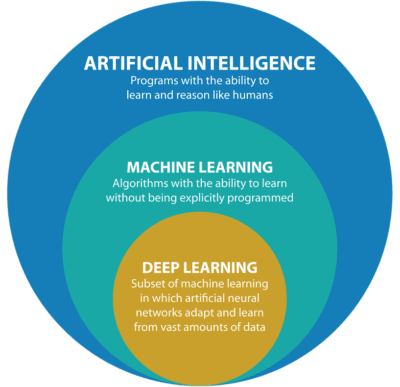 ARTIFICIAL INTELLIGENCE
Programs with the ability to
learn and reason like humans
MACHINE LEARNING
Algorithms with the ability to learn
without being explicitly programmed
DEEP LEARNING
Subset of machine learning
in which artificial neural
networks adapt and learn
from vast amounts of data